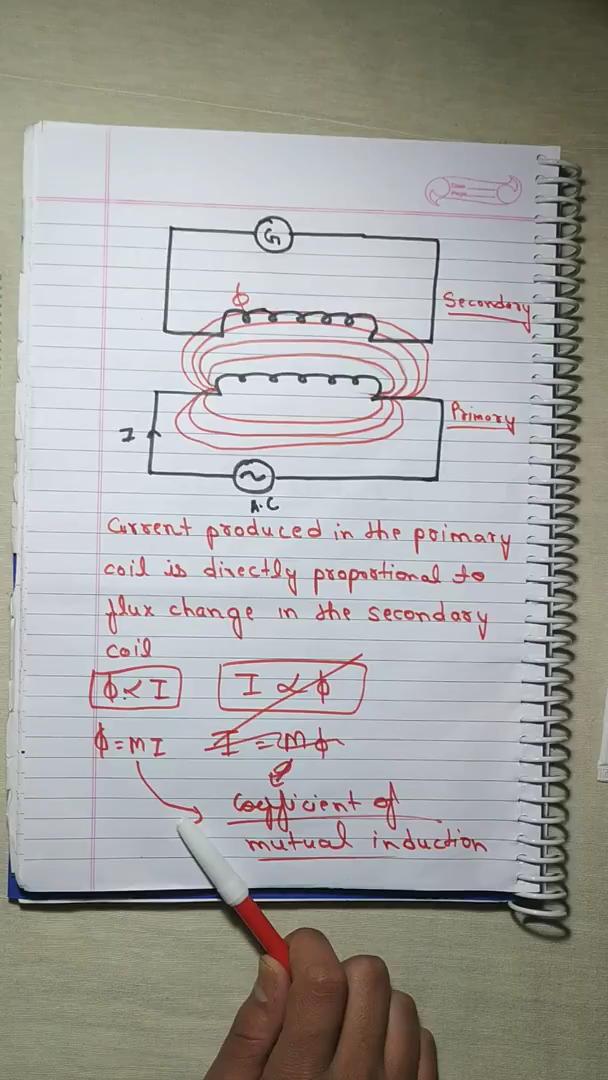 G
ϕ
Secondary
Primary
I
~
A.C
Current produced in the primary
coil is directly proportional to
flux change in the secondary
coil
ϕ ∝ I I ∝ ϕ
ϕ = MI I = Mϕ
coefficient of
mutual induction